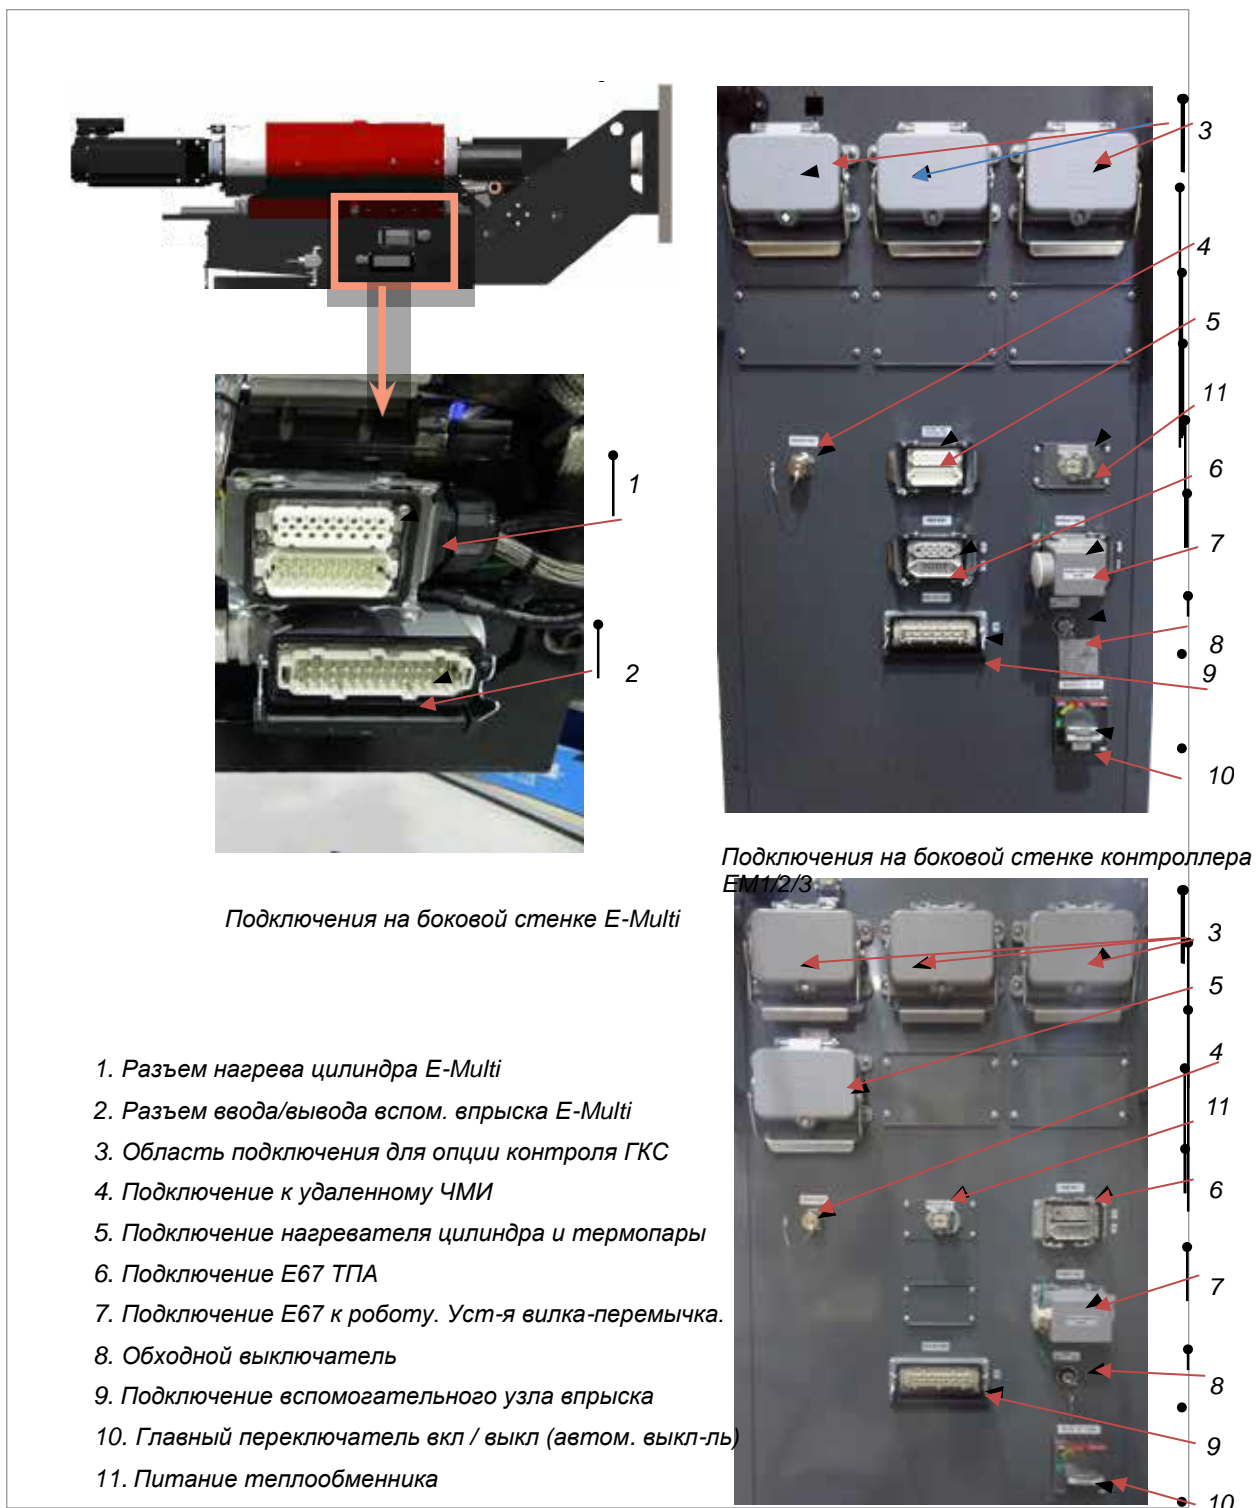 3
4
5
11
6
7
8
9
10
1
2
Подключения на боковой стенке контроллера
EM1/2/3
Подключения на боковой стенке E-Multi
3
5
4
11
6
7
8
9
10
1. Разъем нагрева цилиндра E-Multi
2. Разъем ввода/вывода вспом. впрыска E-Multi
3. Область подключения для опции контроля ГКС
4. Подключение к удаленному ЧМИ
5. Подключение нагревателя цилиндра и термопары
6. Подключение E67 ТПА
7. Подключение E67 к роботу. Уст-я вилка-перемычка.
8. Обходной выключатель
9. Подключение вспомогательного узла впрыска
10. Главный переключатель вкл / выкл (автом. выкл-ль)
11. Питание теплообменника